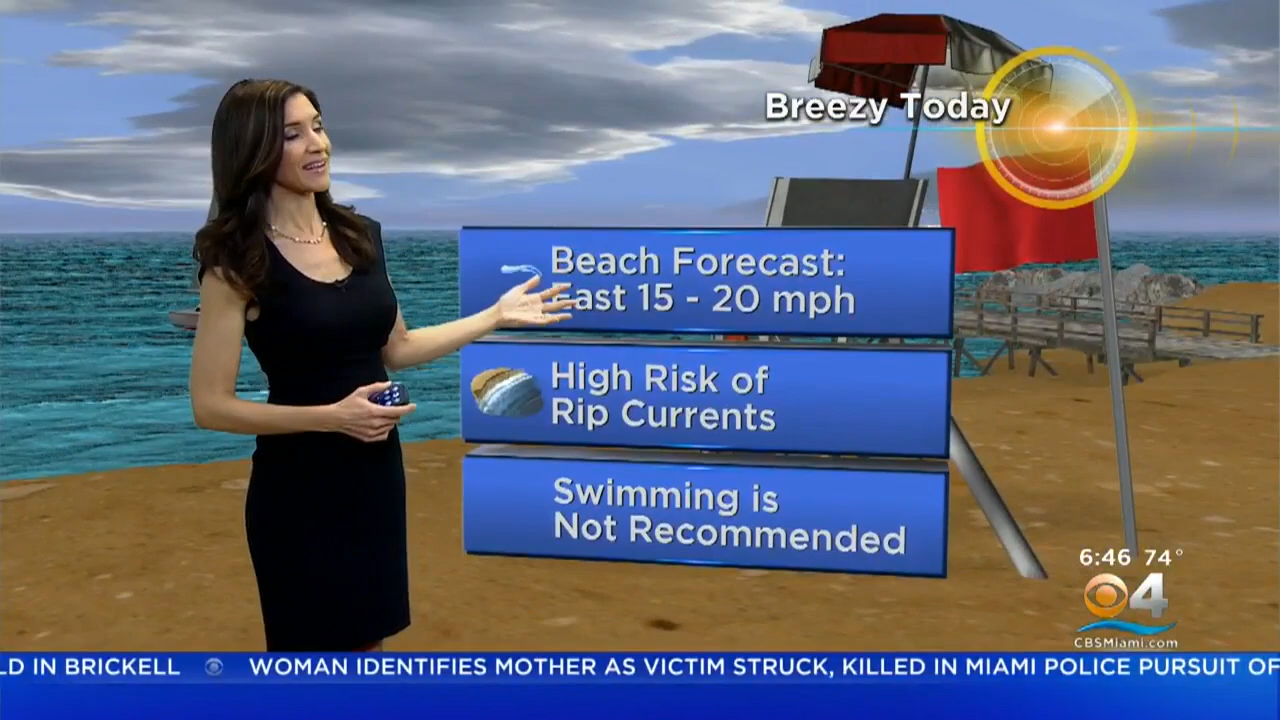 Breezy Today
Beach Forecast:
East 15 - 20 mph
High Risk of
Rip Currents
Swimming is
Not Recommended
6:46 74°
4
CBSMiami.com
LD IN BRICKELL WOMAN IDENTIFIES MOTHER AS VICTIM STRUCK, KILLED IN MIAMI POLICE PURSUIT OF